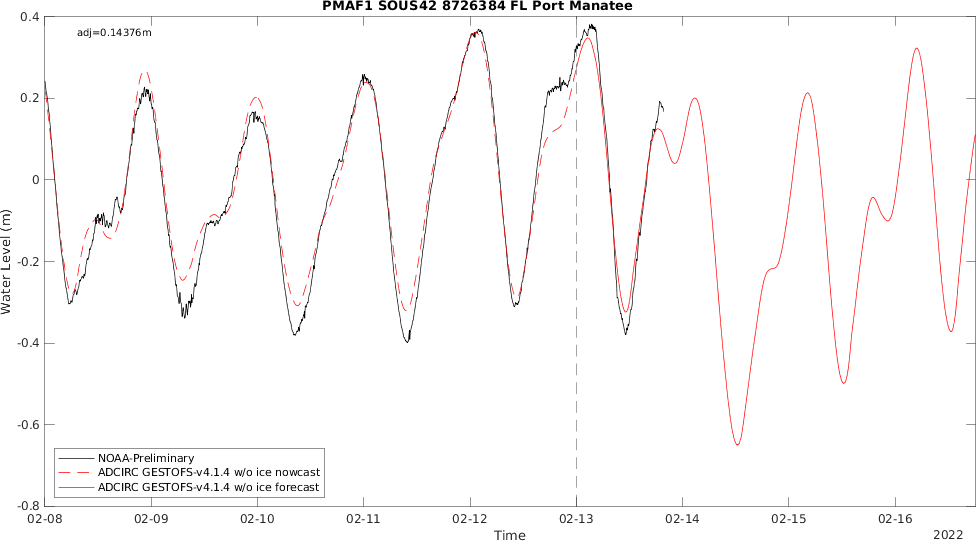 PMAF1 SOUS42 8726384 FL Port Manatee
adj=0.14376m
0.4
0.2
0
-0.2
-0.4
-0.6
-0.8
Water Level (m)
NOAA-Preliminary
ADCIRC GESTOFS-v4.1.4 w/o ice nowcast
ADCIRC GESTOFS-v4.1.4 w/o ice forecast
02-08 02-09 02-10 02-11 02-12 02-13 02-14 02-15 02-16
Time
2022